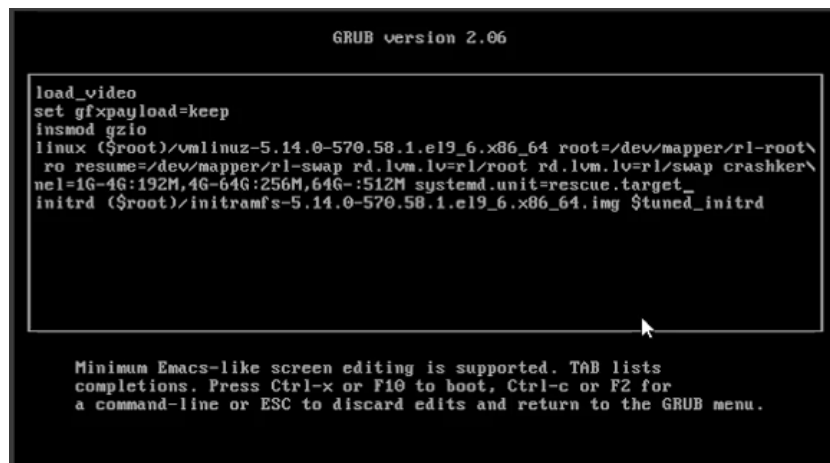 GRUB version 2.06
load_video
set gfxpayload=keep
insmod gzio
linux ($root)/vmlinuz-5.14.0-570.58.1.el9_6.x86_64 root=/dev/mapper/rl-root\
ro resume=/dev/mapper/rl-swap rd.lvm.lv=rl/root rd.lvm.lv=rl/swap crashker\
nel=1G-4G:192M,4G-64G:256M,64G-:512M systemd.unit=rescue.target_
initrd ($root)/initramfs-5.14.0-570.58.1.el9_6.x86_64.img $tuned_initrd
Minimum Emacs-like screen editing is supported. TAB lists
completions. Press Ctrl-x or F10 to boot, Ctrl-c or F2 for
a command-line or ESC to discard edits and return to the GRUB menu.